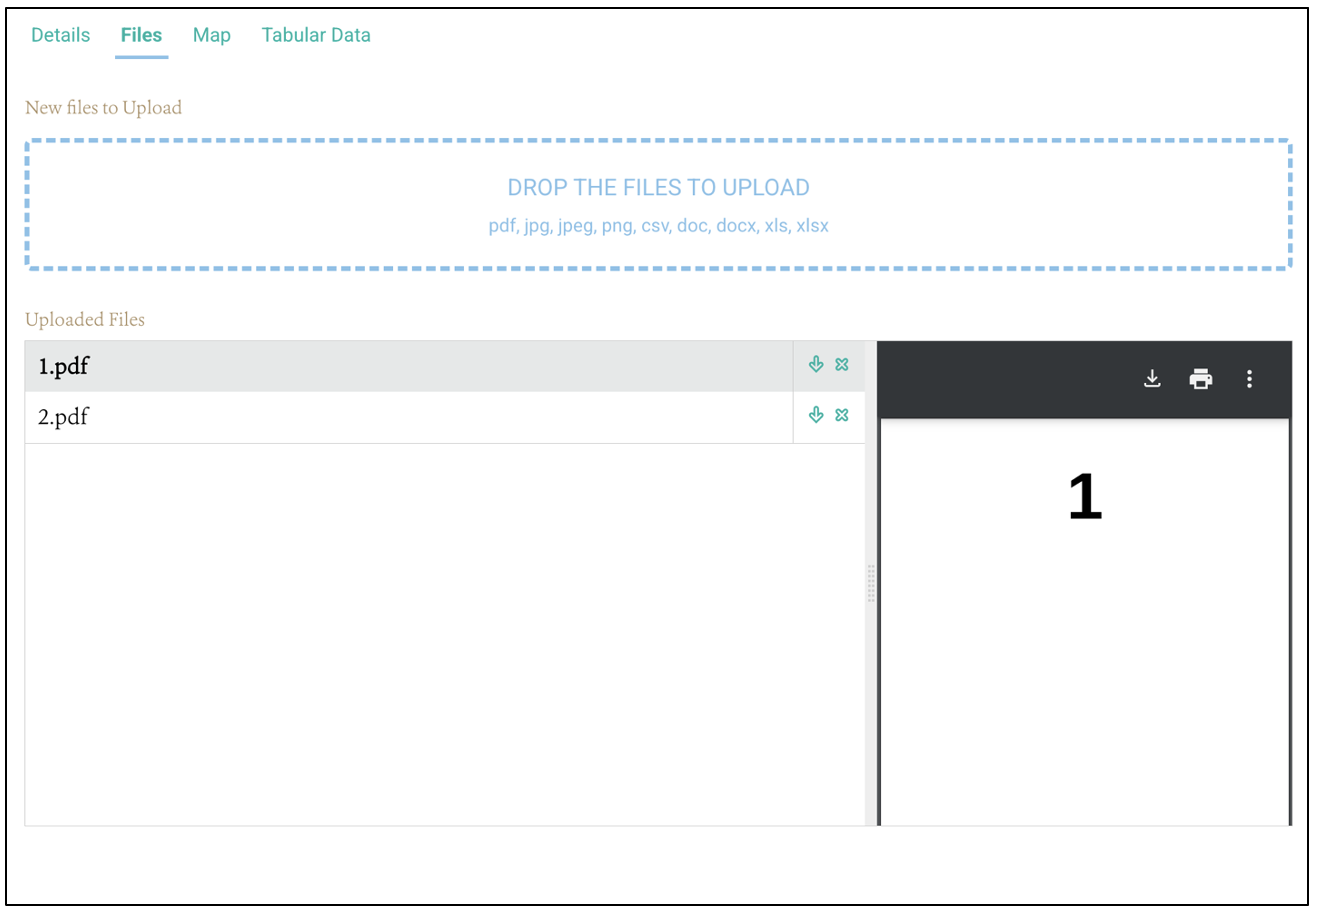 Details Files Map Tabular Data
New files to Upload
DROP THE FILES TO UPLOAD
pdf, jpg, jpeg, png, csv, doc, docx, xls, xlsx
Uploaded Files
1.pdf
2.pdf
1